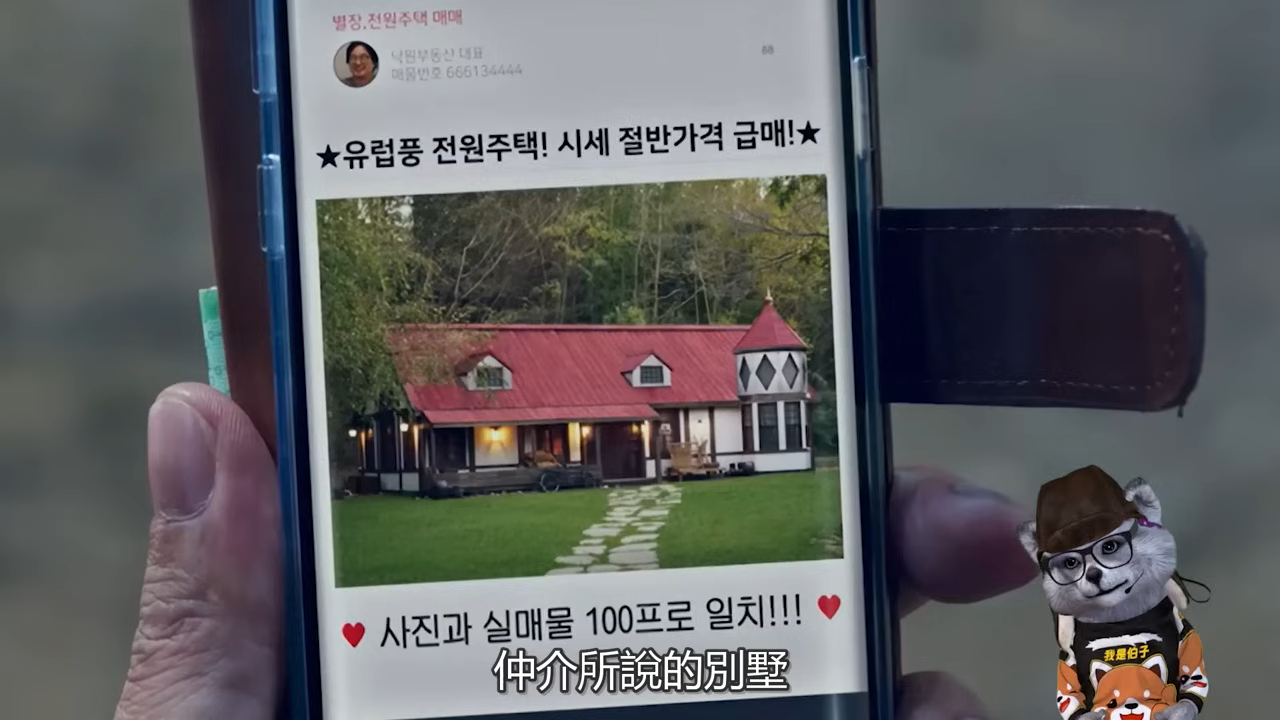 별장,전원주택 매매
낙원부동산 대표
매물번호 666134444
★유럽풍 전원주택! 시세 절반가격 급매!★
♥ 사진과 실매물 100프로 일치!!! ♥
仲介所說的別墅
我是伯子